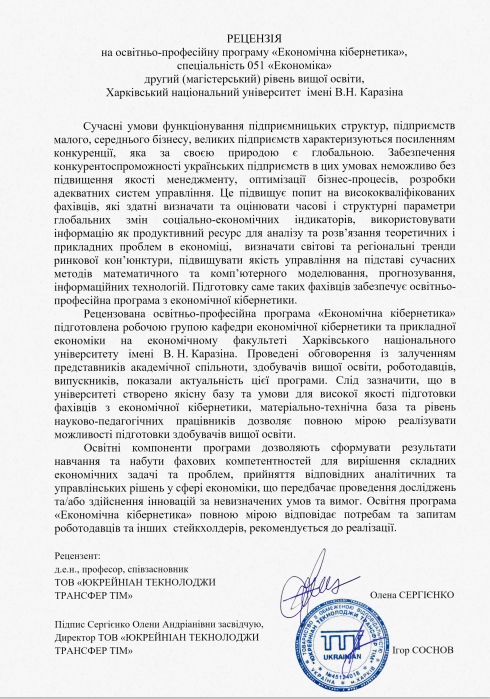 РЕЦЕНЗІЯ
на освітньо-професійну програму «Економічна кібернетика»,
спеціальність 051 «Економіка»
другий (магістерський) рівень вищої освіти,
Харківський національний університет імені В.Н. Каразіна
Сучасні умови функціонування підприємницьких структур, підприємств
малого, середнього бізнесу, великих підприємств характеризуються посиленням
конкуренції, яка за своєю природою є глобальною. Забезпечення
конкурентоспроможності українських підприємств в цих умовах неможливо без
підвищення якості менеджменту, оптимізації бізнес-процесів, розробки
адекватних систем управління. Це підвищує попит на висококваліфікованих
фахівців, які здатні визначати та оцінювати часові і структурні параметри
глобальних змін соціально-економічних індикаторів, використовувати
інформацію як продуктивний ресурс для аналізу та розв’язання теоретичних і
прикладних проблем в економіці, визначати світові та регіональні тренди
ринкової кон’юнктури, підвищувати якість управління на підставі сучасних
методів математичного та комп’ютерного моделювання, прогнозування,
інформаційних технологій. Підготовку саме таких фахівців забезпечує освітньо-
професійна програма з економічної кібернетики.
Рецензована освітньо-професійна програма «Економічна кібернетика»
підготовлена робочою групою кафедри економічної кібернетики та прикладної
економіки на економічному факультеті Харківського національного
університету імені В. Н. Каразіна. Проведені обговорення із залученням
представників академічної спільноти, здобувачів вищої освіти, роботодавців,
випускників, показали актуальність цієї програми. Слід зазначити, що в
університеті створено якісну базу та умови для високої якості підготовки
фахівців з економічної кібернетики, матеріально-технічна база та рівень
науково-педагогічних працівників дозволяє повною мірою реалізувати
можливості підготовки здобувачів вищої освіти.
Освітні компоненти програми дозволяють сформувати результати
навчання та набути фахових компетентностей для вирішення складних
економічних задачі та проблем, прийняття відповідних аналітичних та
управлінських рішень у сфері економіки, що передбачає проведення досліджень
та/або здійснення інновацій за невизначених умов та вимог. Освітня програма
«Економічна кібернетика» повною мірою відповідає потребам та запитам
роботодавців та інших стейкхолдерів, рекомендується до реалізації.
Рецензент:
д.е.н., професор, співзасновник
ТОВ «ЮКРЕЙНІАН ТЕКНОЛОДЖИ
ТРАНСФЕР ТІМ» Олена СЕРГІЄНКО
Підпис Сергієнко Олени Андріанівни засвідчую,
Директор ТОВ «ЮКРЕЙНІАН ТЕКНОЛОДЖИ
ТРАНСФЕР ТІМ» Ігор СОСНОВ
ТОВАРИСТВО З ОБМЕЖЕНОЮ ВІДПОВІДАЛЬНІСТЮ
«ЮКРЕЙНІАН ТЕКНОЛОДЖИ ТРАНСФЕР ТІМ»
UKRAINIAN
№45134018
УКРАЇНА м.ХАРКІВ